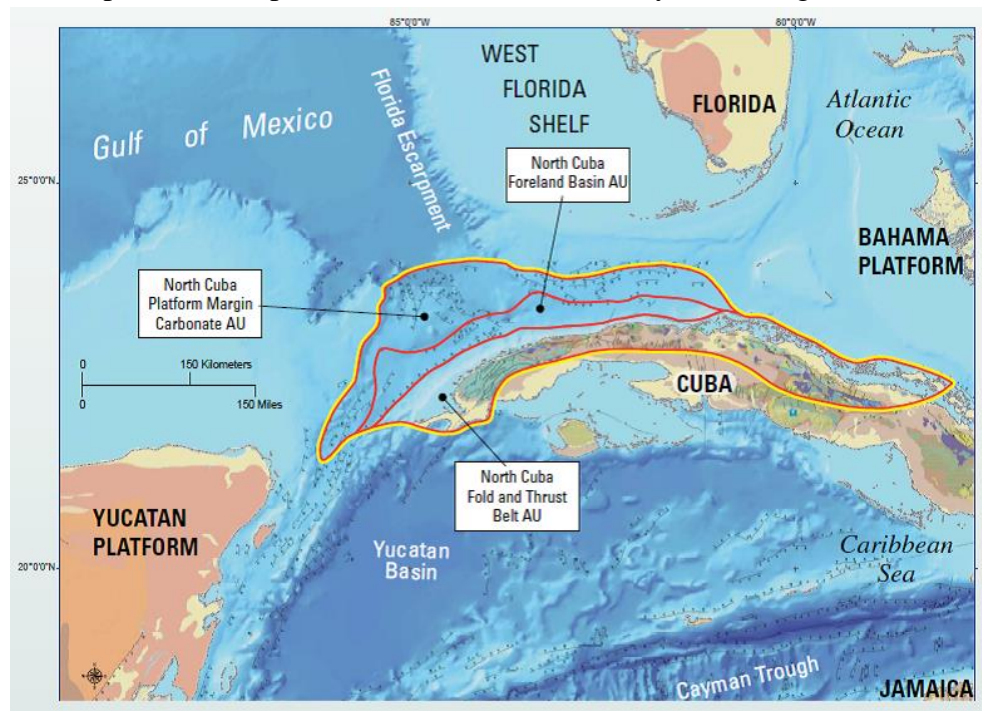 85°0'0"W
80°0'0"W
WEST
FLORIDA
SHELF
FLORIDA
Atlantic
Ocean
Gulf of Mexico
Florida Escarpment
North Cuba
Foreland Basin AU
25°0'0"N
BAHAMA
PLATFORM
North Cuba
Platform Margin
Carbonate AU
0
150 Kilometers
0
150 Miles
CUBA
North Cuba
Fold and Thrust
Belt AU
YUCATAN
PLATFORM
Yucatan
Basin
Caribbean
Sea
20°0'0"N
Cayman Trough
JAMAICA